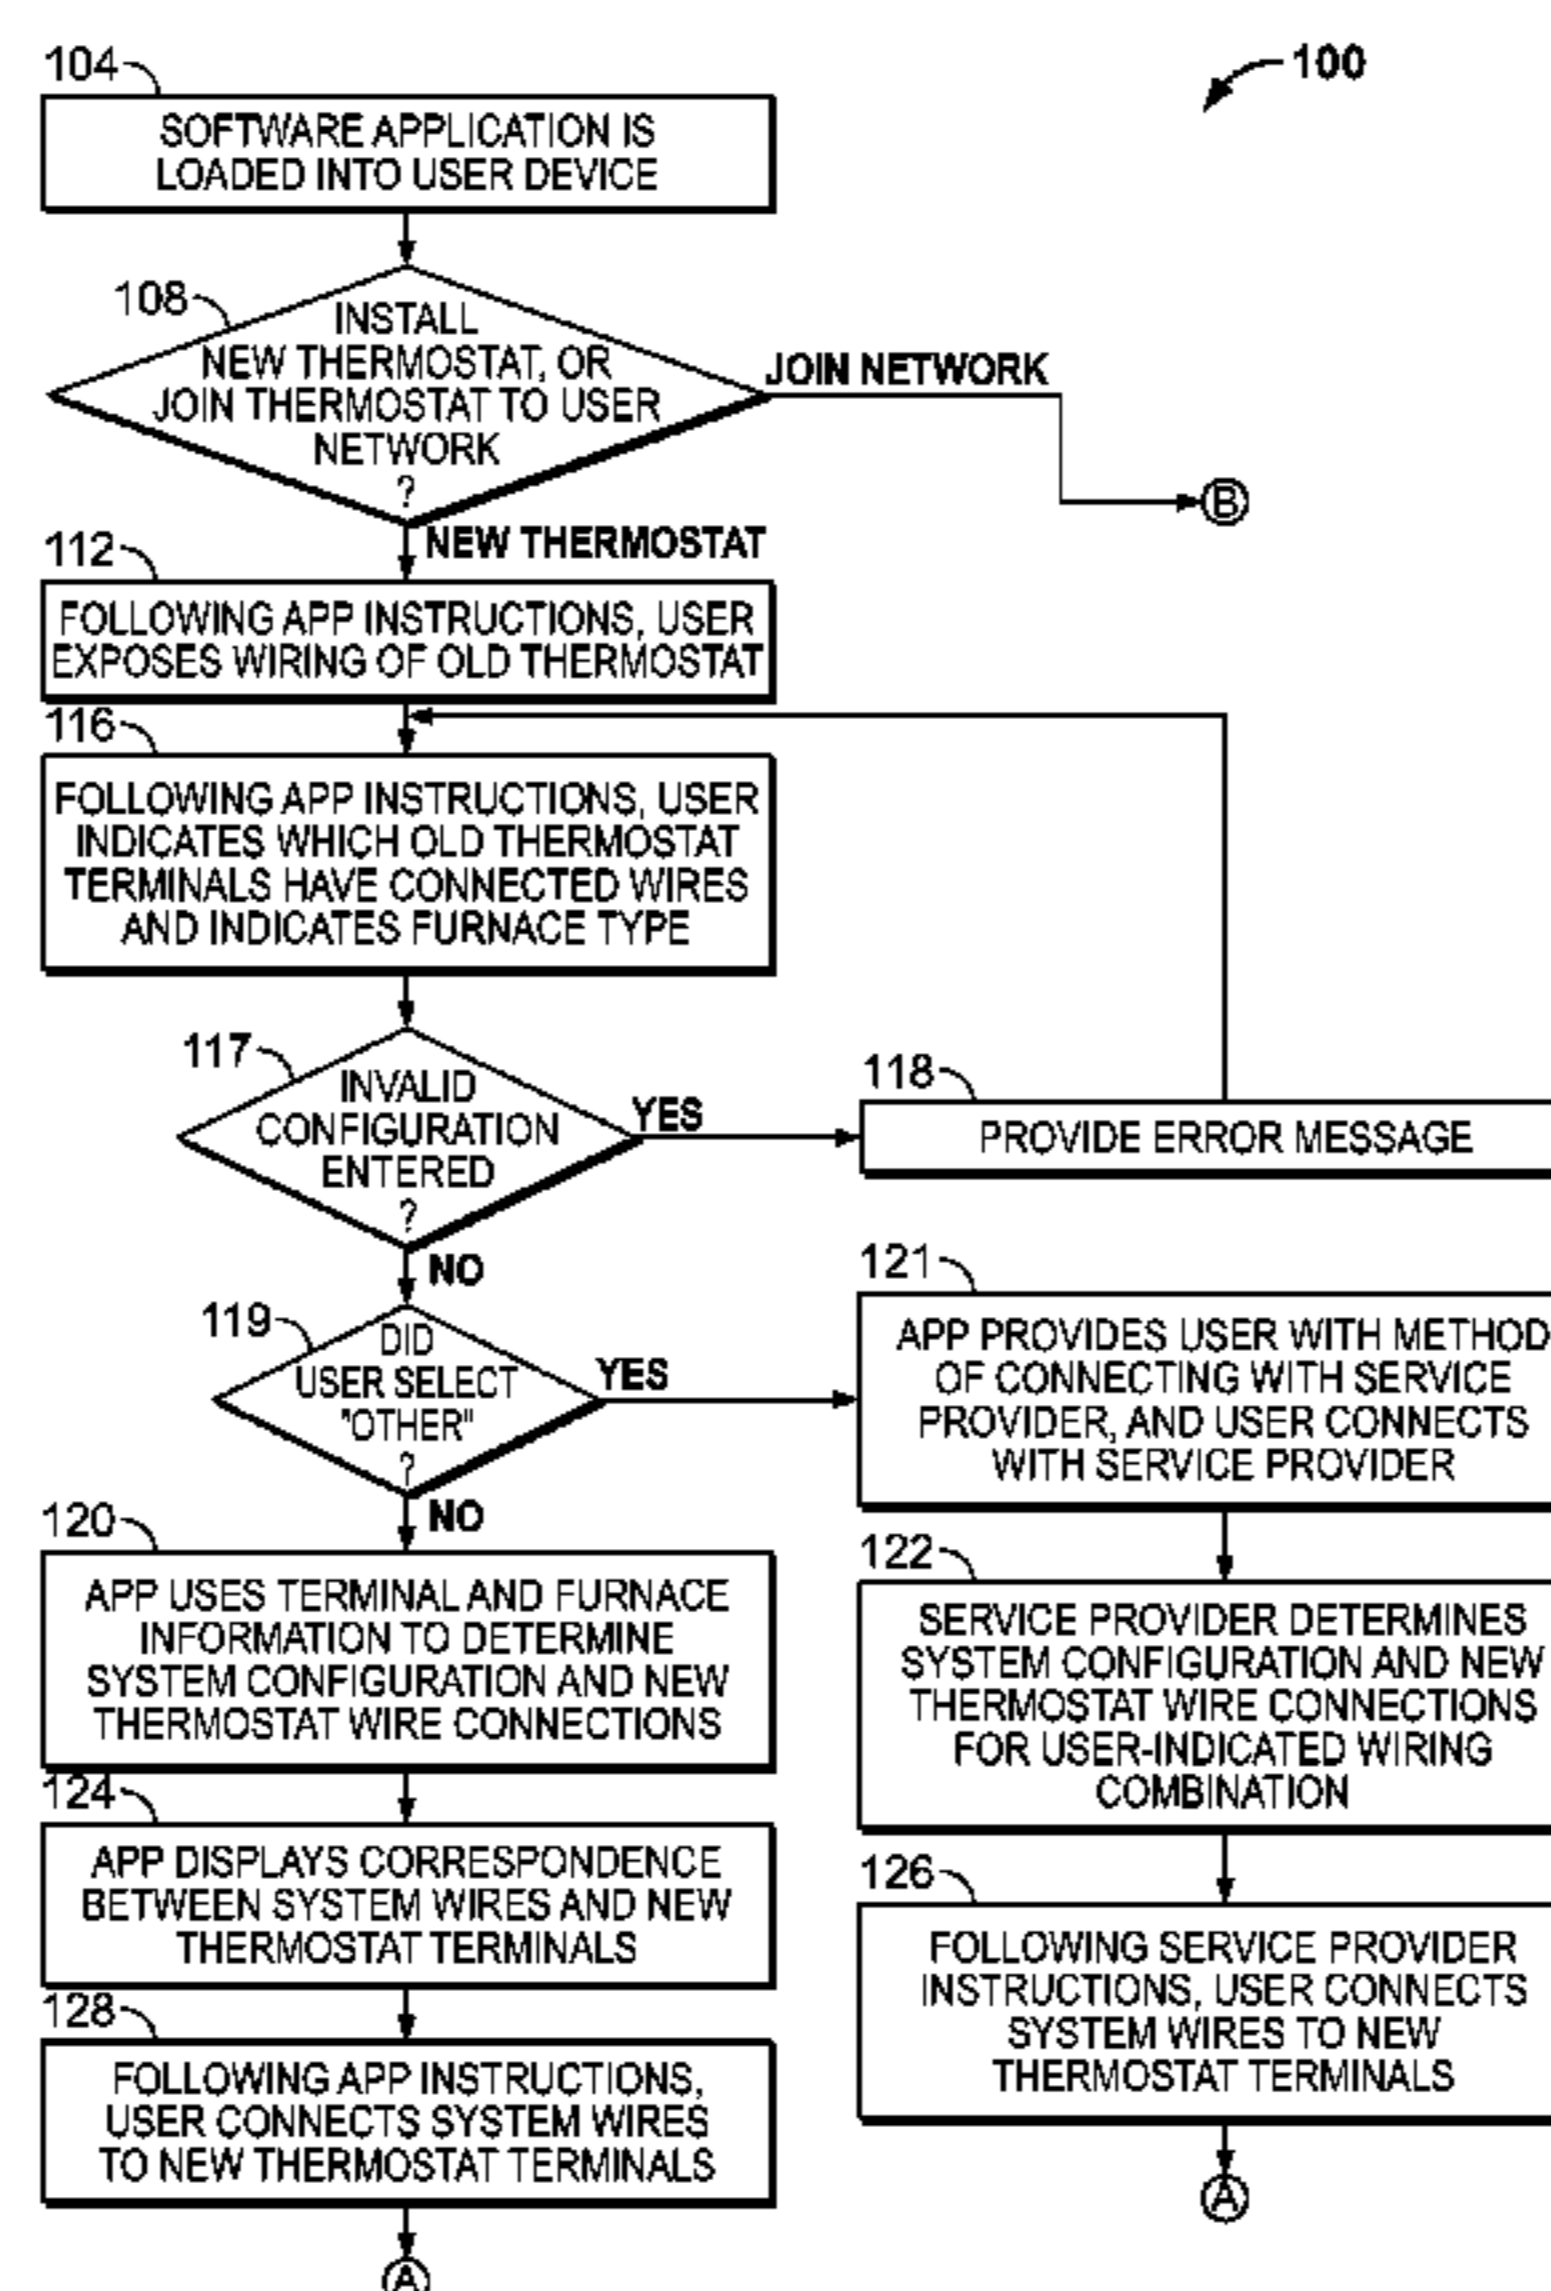 104
100
SOFTWARE APPLICATION IS
LOADED INTO USER DEVICE
108
INSTALL
NEW THERMOSTAT, OR
JOIN THERMOSTAT TO USER
NETWORK
?
JOIN NETWORK
B
NEW THERMOSTAT
112
FOLLOWING APP INSTRUCTIONS, USER
EXPOSES WIRING OF OLD THERMOSTAT
116
FOLLOWING APP INSTRUCTIONS, USER
INDICATES WHICH OLD THERMOSTAT
TERMINALS HAVE CONNECTED WIRES
AND INDICATES FURNACE TYPE
117
INVALID
CONFIGURATION
ENTERED
?
YES
118
PROVIDE ERROR MESSAGE
NO
119
DID
USER SELECT
"OTHER"
?
YES
121
APP PROVIDES USER WITH METHOD
OF CONNECTING WITH SERVICE
PROVIDER, AND USER CONNECTS
WITH SERVICE PROVIDER
NO
120
APP USES TERMINAL AND FURNACE
INFORMATION TO DETERMINE
SYSTEM CONFIGURATION AND NEW
THERMOSTAT WIRE CONNECTIONS
122
SERVICE PROVIDER DETERMINES
SYSTEM CONFIGURATION AND NEW
THERMOSTAT WIRE CONNECTIONS
FOR USER-INDICATED WIRING
COMBINATION
124
APP DISPLAYS CORRESPONDENCE
BETWEEN SYSTEM WIRES AND NEW
THERMOSTAT TERMINALS
126
FOLLOWING SERVICE PROVIDER
INSTRUCTIONS, USER CONNECTS
SYSTEM WIRES TO NEW
THERMOSTAT TERMINALS
128
FOLLOWING APP INSTRUCTIONS,
USER CONNECTS SYSTEM WIRES
TO NEW THERMOSTAT TERMINALS
A
A